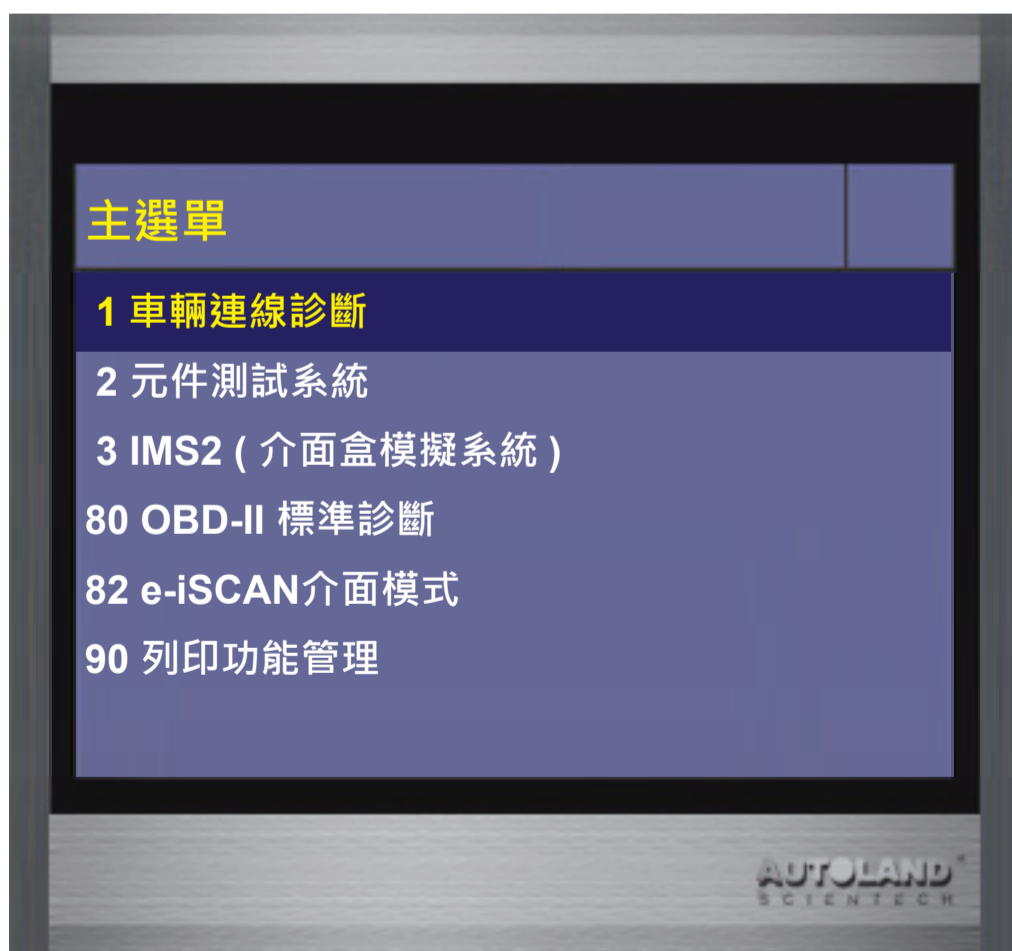 主選單
1 車輛連線診斷
2 元件測試系統
3 IMS2 ( 介面盒模擬系統 )
80 OBD-II 標準診斷
82 e-iSCAN介面模式
90 列印功能管理
AUTOLAND
SCIENTECH